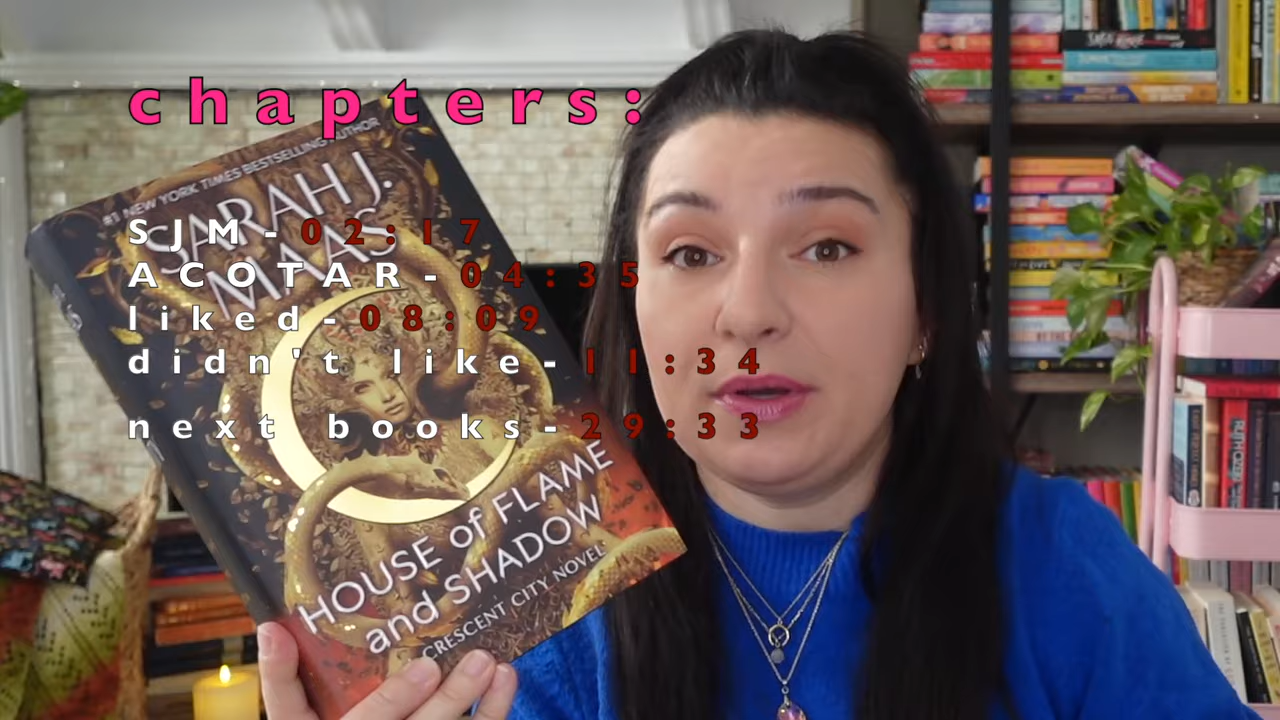 chapters:
#1 NEW YORK TIMES BESTSELLING AUTHOR
SARAH J.
MAAS
SJM - 02:17
ACOTAR - 04:35
liked - 08:09
didn't like - 11:34
next books - 29:33
HOUSE of FLAME
and SHADOW
CRESCENT CITY NOVEL